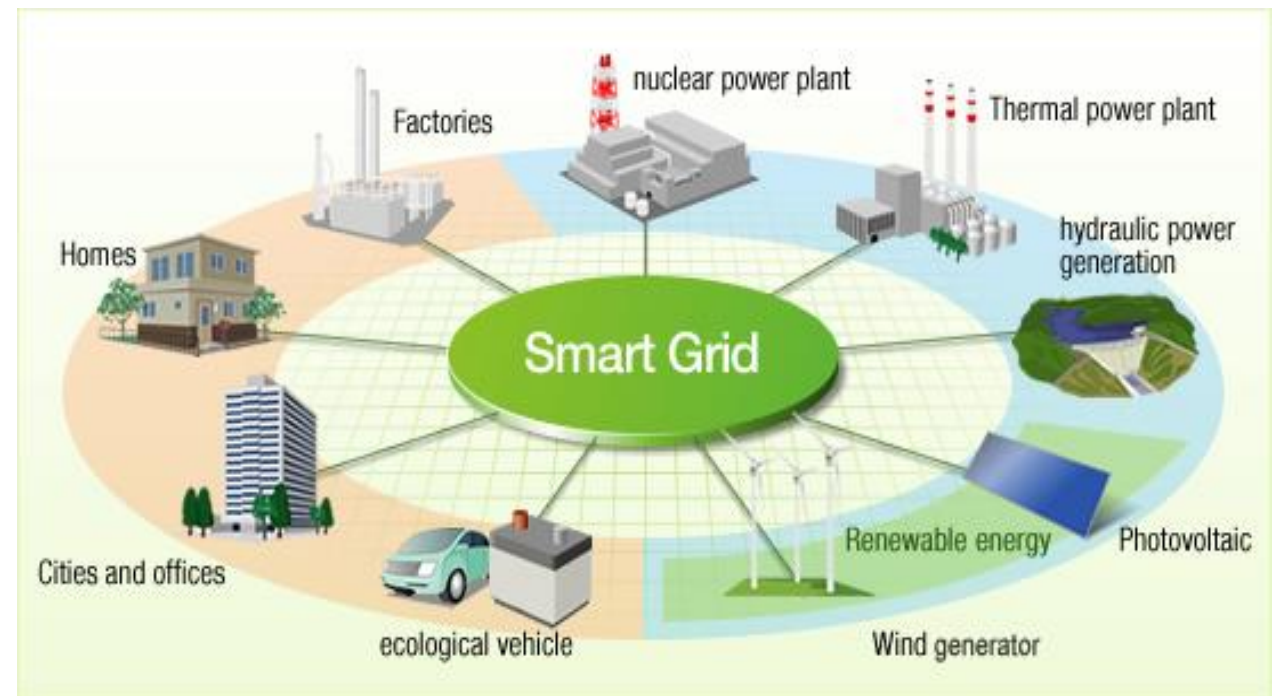 nuclear power plant
Factories
Thermal power plant
Homes
hydraulic power
generation
Smart Grid
Renewable energy
Photovoltaic
Cities and offices
ecological vehicle
Wind generator